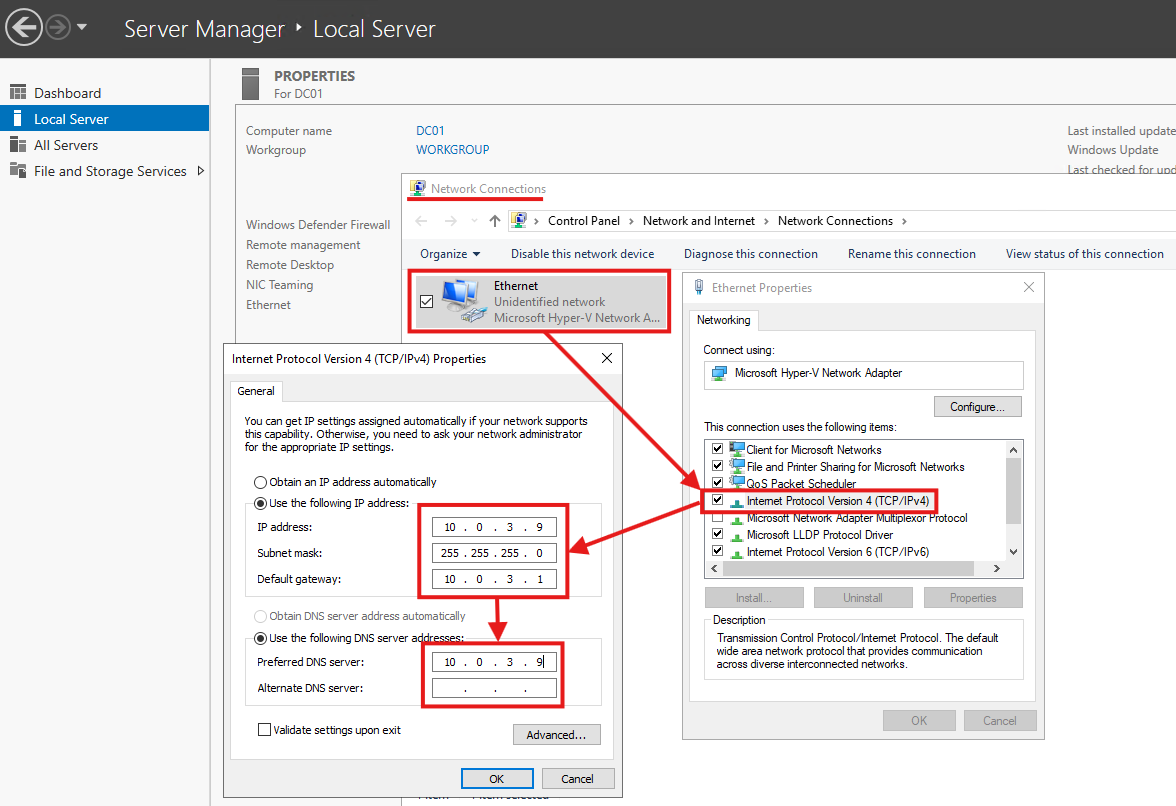 Server Manager ‣ Local Server
Dashboard
Local Server
All Servers
File and Storage Services
PROPERTIES
For DC01
Computer name
DC01
Workgroup
WORKGROUP
Last installed update
Windows Update
Last checked for upd
Windows Defender Firewall
Remote management
Remote Desktop
NIC Teaming
Ethernet
Network Connections
Control Panel › Network and Internet › Network Connections ›
Organize
Disable this network device
Diagnose this connection
Rename this connection
View status of this connection
Ethernet
Unidentified network
Microsoft Hyper-V Network A...
Ethernet Properties
Networking
Connect using:
Microsoft Hyper-V Network Adapter
Configure...
This connection uses the following items:
Client for Microsoft Networks
File and Printer Sharing for Microsoft Networks
QoS Packet Scheduler
Internet Protocol Version 4 (TCP/IPv4)
Microsoft Network Adapter Multiplexor Protocol
Microsoft LLDP Protocol Driver
Internet Protocol Version 6 (TCP/IPv6)
Install...
Uninstall
Properties
Description
Transmission Control Protocol/Internet Protocol. The default
wide area network protocol that provides communication
across diverse interconnected networks.
OK
Cancel
Internet Protocol Version 4 (TCP/IPv4) Properties
General
You can get IP settings assigned automatically if your network supports
this capability. Otherwise, you need to ask your network administrator
for the appropriate IP settings.
Obtain an IP address automatically
Use the following IP address:
IP address:
10 . 0 . 3 . 9
Subnet mask:
255 . 255 . 255 . 0
Default gateway:
10 . 0 . 3 . 1
Obtain DNS server address automatically
Use the following DNS server addresses:
Preferred DNS server:
10 . 0 . 3 . 9
Alternate DNS server:
. . .
Validate settings upon exit
Advanced...
OK
Cancel